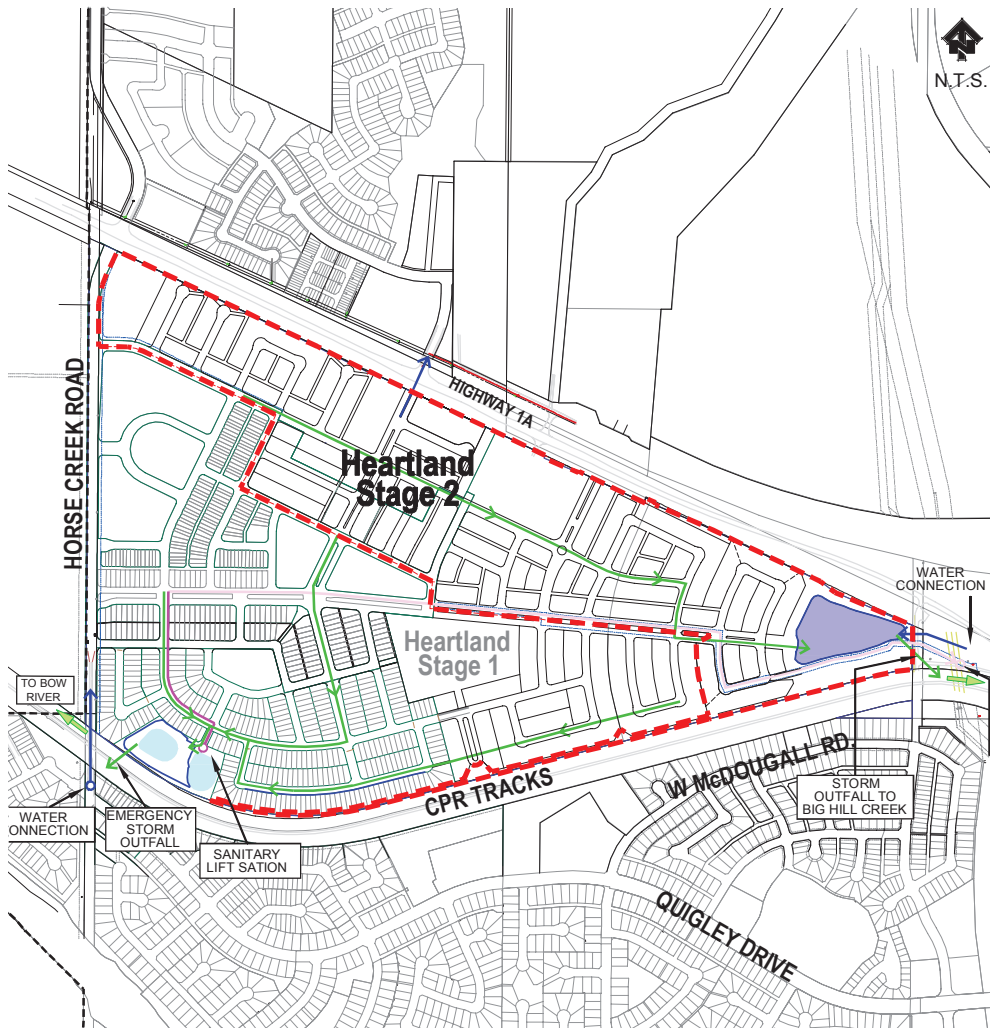 N.T.S.
HIGHWAY 1A
HORSE CREEK ROAD
Heartland
Stage 2
WATER
CONNECTION
Heartland
Stage 1
TO BOW
RIVER
CPR TRACKS
W McDOUGALL RD.
STORM
OUTFALL TO
BIG HILL CREEK
WATER
ONNECTION
EMERGENCY
STORM
OUTFALL
SANITARY
LIFT SATION
QUIGLEY DRIVE